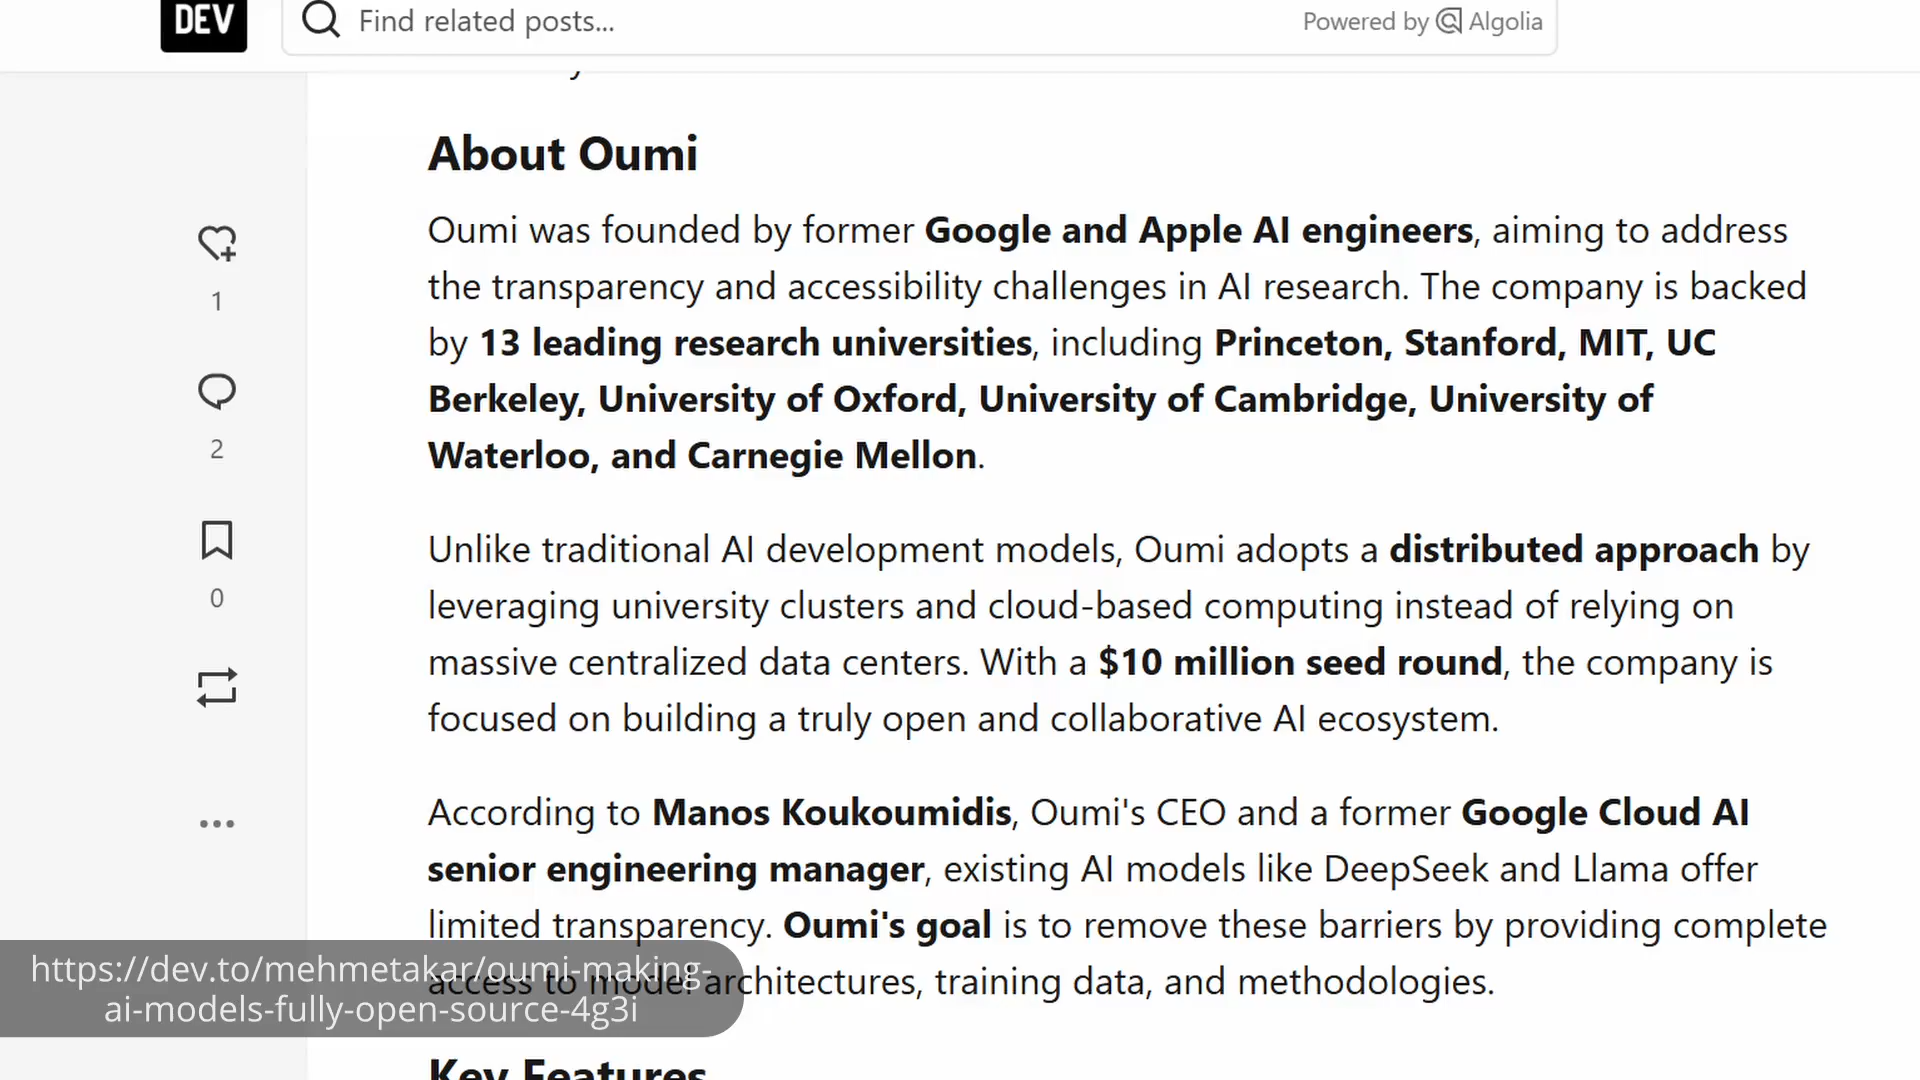 DEV
Find related posts...
Powered by Algolia
About Oumi
Oumi was founded by former Google and Apple AI engineers, aiming to address
the transparency and accessibility challenges in AI research. The company is backed
by 13 leading research universities, including Princeton, Stanford, MIT, UC
Berkeley, University of Oxford, University of Cambridge, University of
Waterloo, and Carnegie Mellon.
1
2
0
Unlike traditional AI development models, Oumi adopts a distributed approach by
leveraging university clusters and cloud-based computing instead of relying on
massive centralized data centers. With a $10 million seed round, the company is
focused on building a truly open and collaborative AI ecosystem.
According to Manos Koukoumidis, Oumi's CEO and a former Google Cloud AI
senior engineering manager, existing AI models like DeepSeek and Llama offer
limited transparency. Oumi's goal is to remove these barriers by providing complete
access to model architectures, training data, and methodologies.
https://dev.to/mehmetakar/oumi-making-
ai-models-fully-open-source-4g3i
Key Features